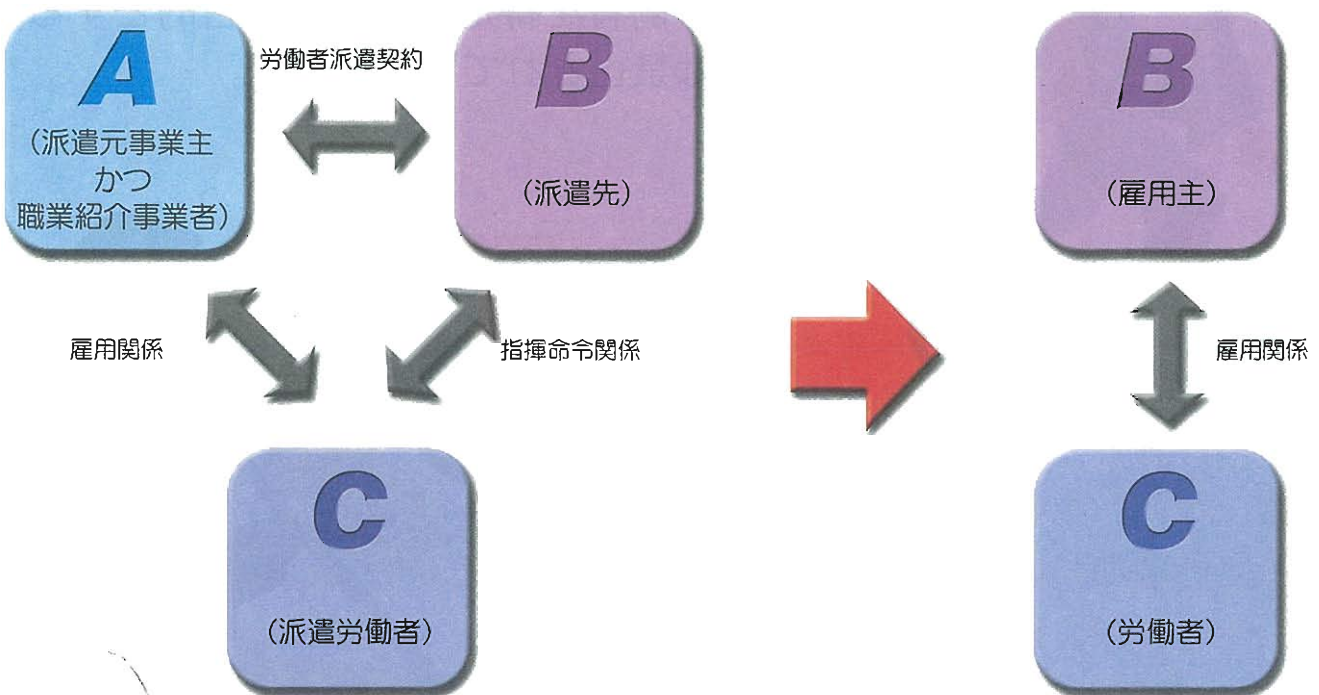 A
(派遣元事業主
かつ
職業紹介事業者)
労働者派遣契約
B
(派遣先)
雇用関係
指揮命令関係
C
(派遣労働者)
B
(雇用主)
雇用関係
C
(労働者)